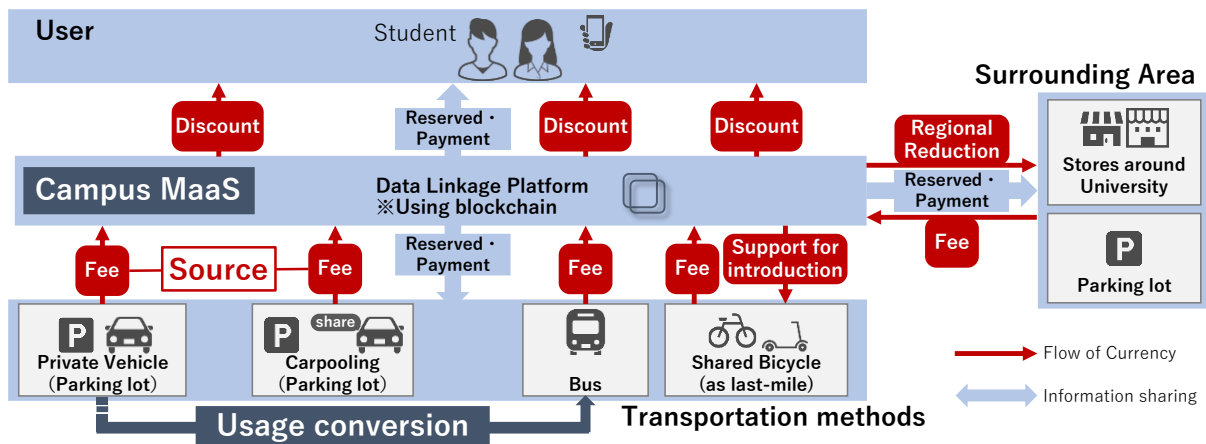 User
Student
Surrounding Area
Discount
Reserved・
Payment
Discount
Discount
Regional
Reduction
Stores around
University
Campus MaaS
Data Linkage Platform
※Using blockchain
Reserved・
Payment
Fee
Source
Fee
Reserved・
Payment
Fee
Fee
Support for
introduction
Fee
P
Parking lot
P
Private Vehicle
(Parking lot)
P
share
Carpooling
(Parking lot)
Bus
Shared Bicycle
(as last-mile)
Flow of Currency
Information sharing
Usage conversion
Transportation methods